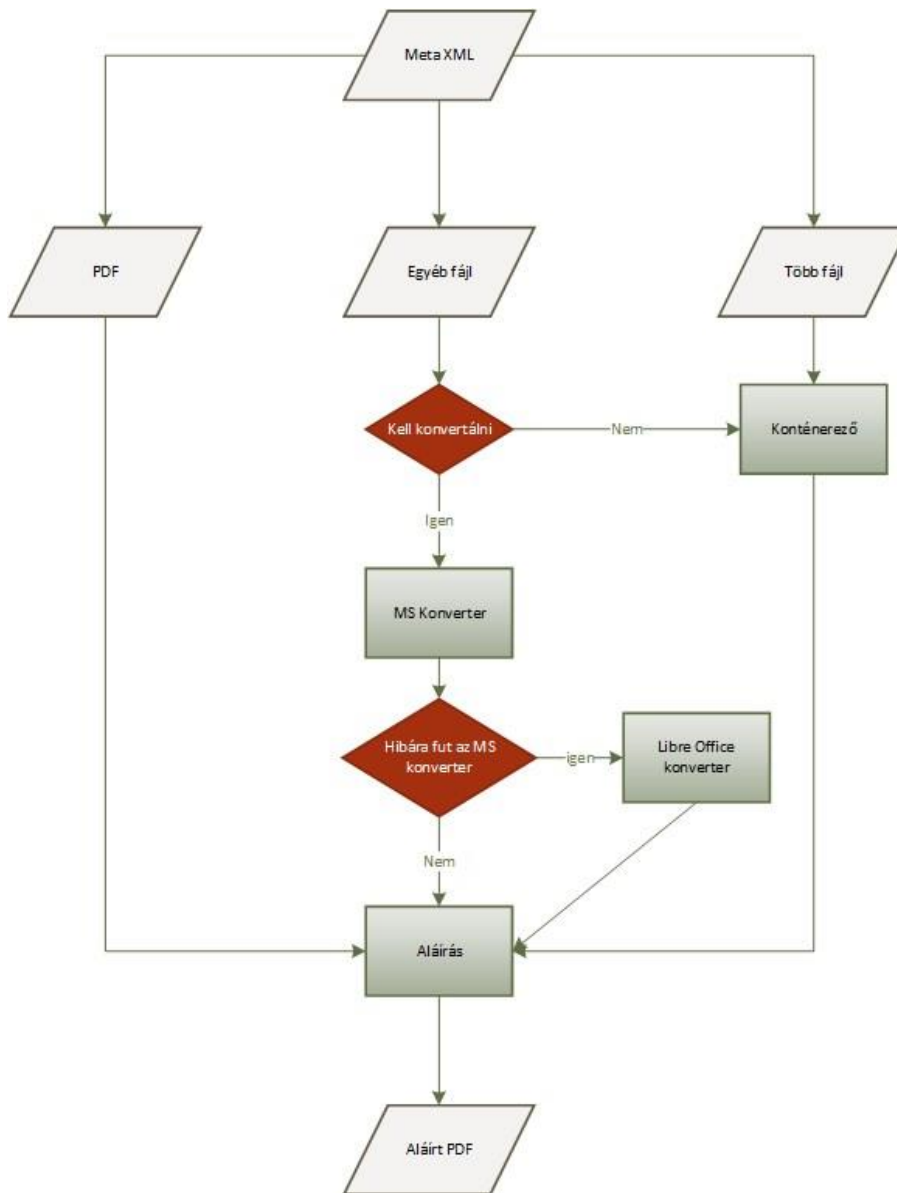 Meta XML
PDF
Egyéb fájl
Több fájl
Kell konvertálni
Nem
Konténerező
Igen
MS Konverter
Hibára fut az MS
konverter
igen
Libre Office
konverter
Nem
Aláírás
Aláírt PDF